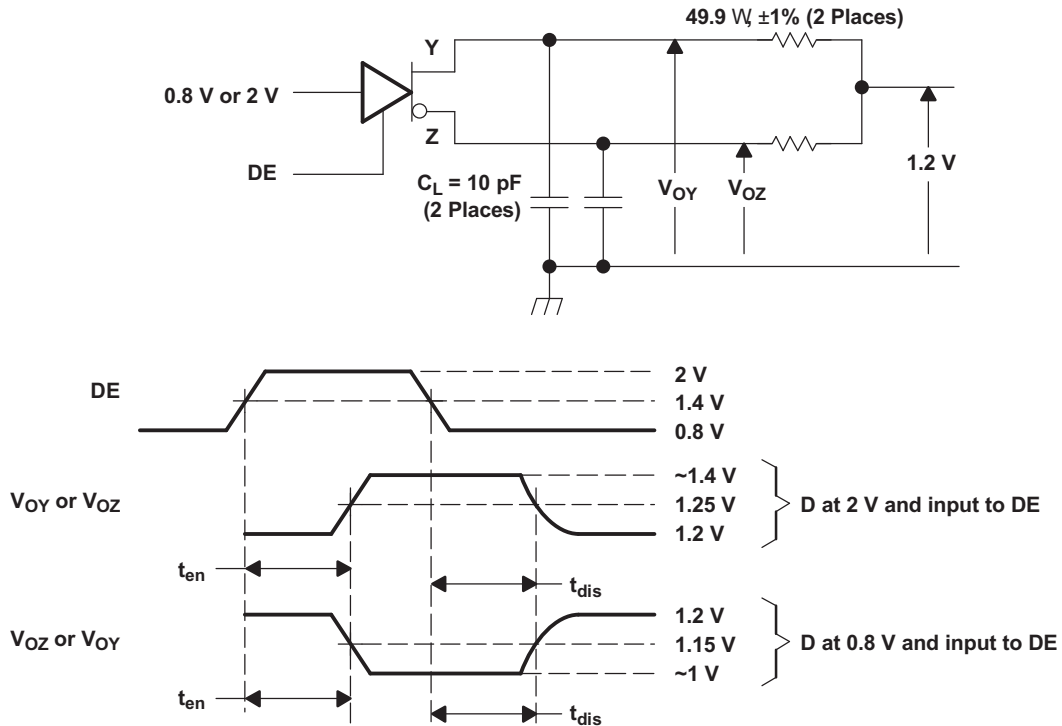 49.9 W, ±1% (2 Places)
Y
0.8 V or 2 V
Z
DE
C_L = 10 pF
(2 Places)
V_OY
V_OZ
1.2 V
DE
2 V
1.4 V
0.8 V
V_OY or V_OZ
~1.4 V
1.25 V
1.2 V
D at 2 V and input to DE
t_en
t_dis
V_OZ or V_OY
1.2 V
1.15 V
~1 V
D at 0.8 V and input to DE
t_en
t_dis